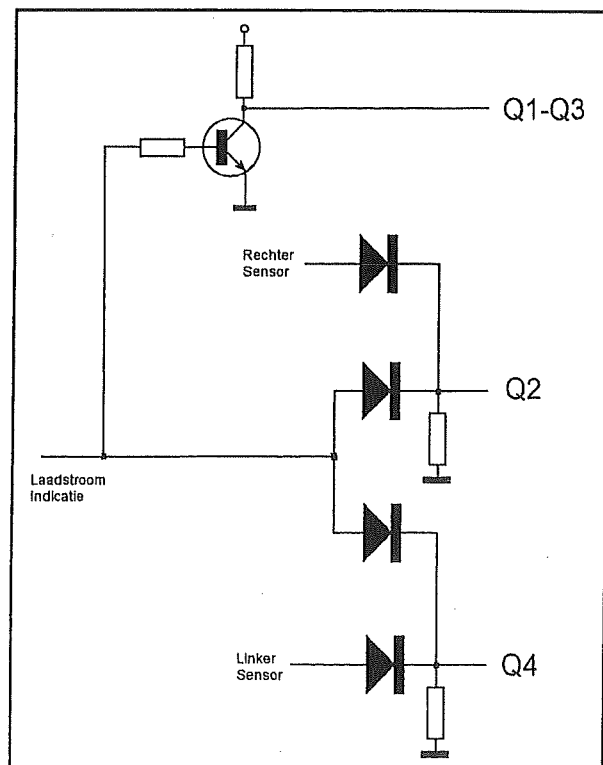 Q1-Q3
Rechter
Sensor
Q2
Laadstroom
Indicatie
Linker
Sensor
Q4